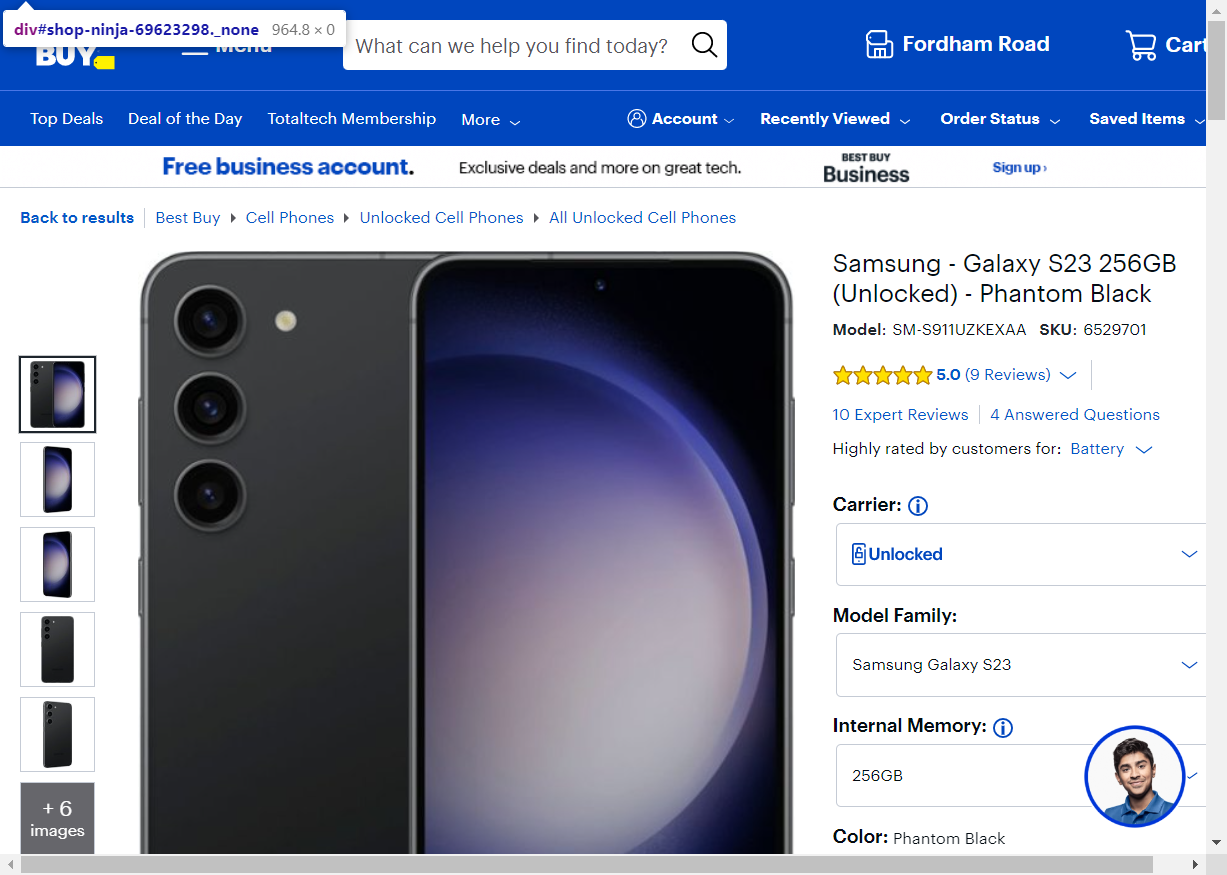 div#shop-ninja-69623298._none 964.8 × 0
BUY
Menu
What can we help you find today?
Fordham Road
Cart
Top Deals
Deal of the Day
Totaltech Membership
More
Account
Recently Viewed
Order Status
Saved Items
Free business account.
Exclusive deals and more on great tech.
BEST BUY
Business
Sign up ›
Back to results
Best Buy
Cell Phones
Unlocked Cell Phones
All Unlocked Cell Phones
Samsung - Galaxy S23 256GB
(Unlocked) - Phantom Black
Model: SM-S911UZKEXAA SKU: 6529701
5.0 (9 Reviews)
10 Expert Reviews
4 Answered Questions
Highly rated by customers for: Battery
Carrier:
Unlocked
Model Family:
Samsung Galaxy S23
Internal Memory:
256GB
Color: Phantom Black
+ 6
images